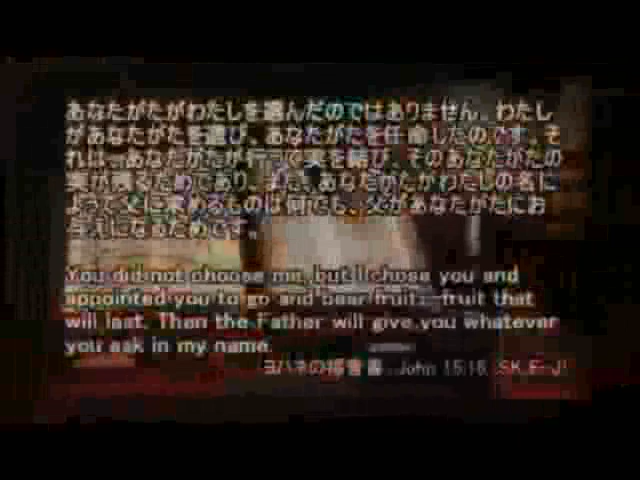 あなたがたがわたしを選んだのではありません。わたし
があなたがたを選び、あなたがたを任命したのです。そ
れは、あなたがたが行って実を結び、そのあなたがたの
実が残るためであり、また、あなたがたがわたしの名に
よって父に求めるものは何でも、父があなたがたにお
与えになるためです。
You did not choose me, but I chose you and
appointed you to go and bear fruit- fruit that
will last. Then the Father will give you whatever
you ask in my name.
ヨハネの福音書 John 15:16 SK E-J